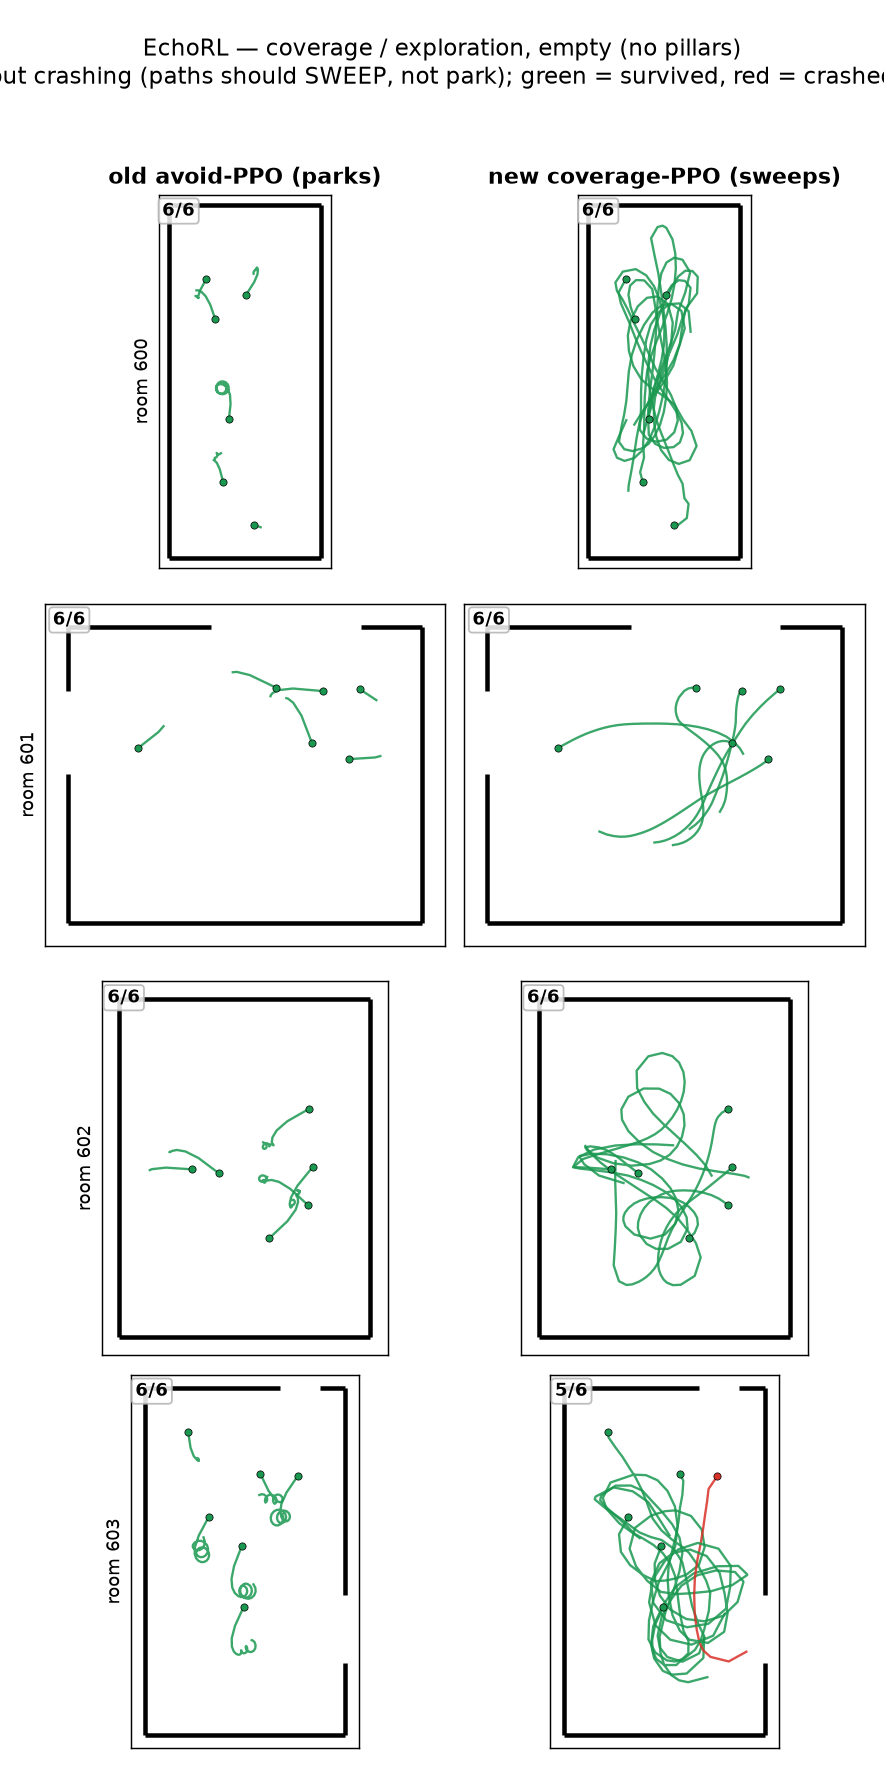 EchoRL — coverage / exploration, empty (no pillars)
out crashing (paths should SWEEP, not park); green = survived, red = crashed
old avoid-PPO (parks)
new coverage-PPO (sweeps)
room 600
6/6
6/6
room 601
6/6
6/6
room 602
6/6
6/6
room 603
6/6
5/6